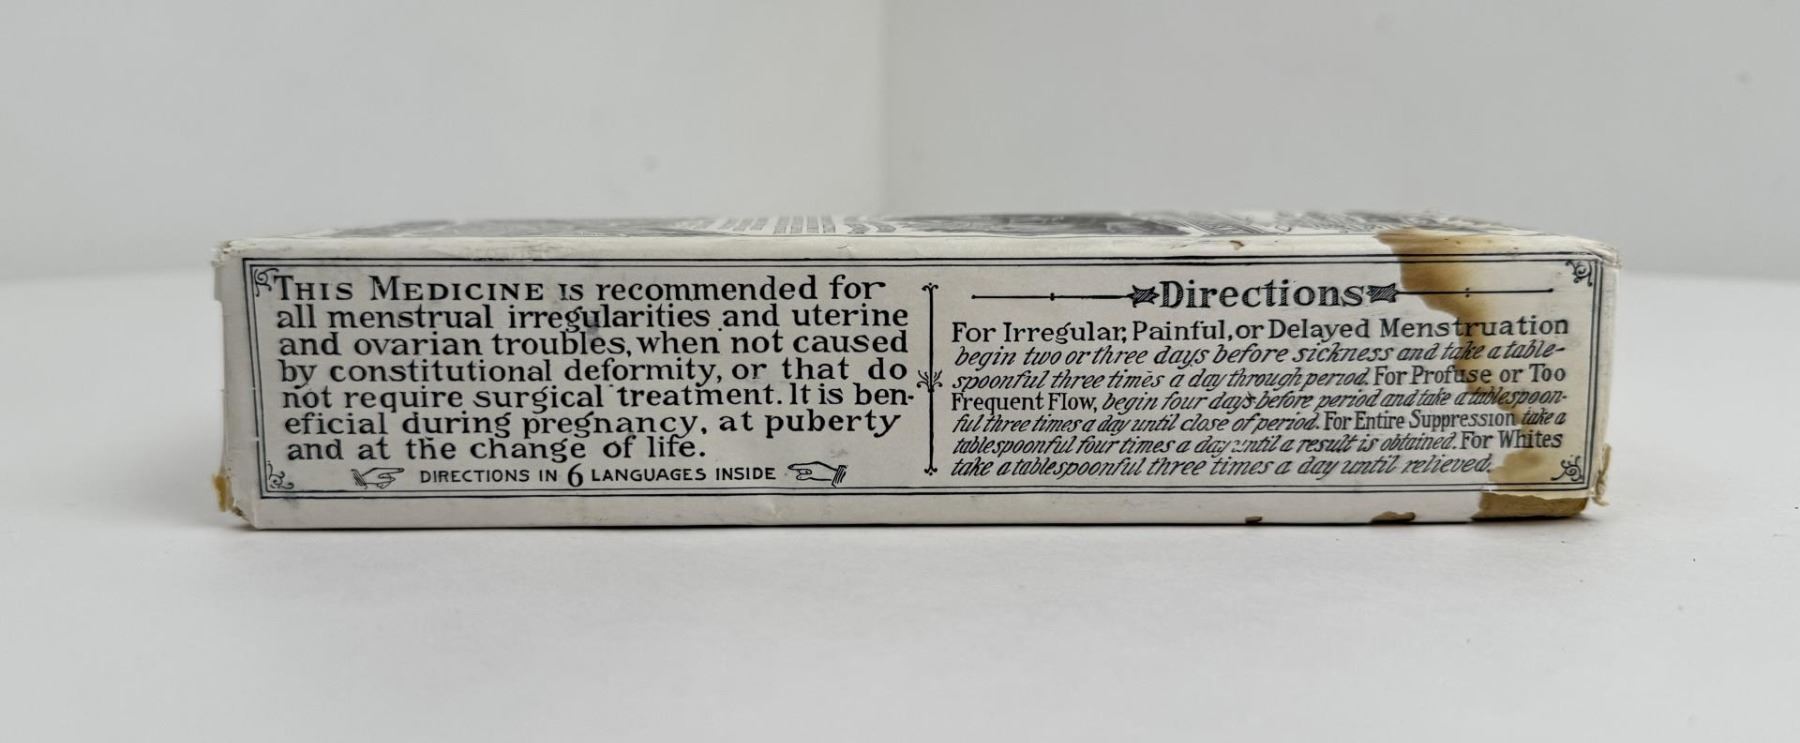 THIS MEDICINE IS recommended for
all menstrual irregularities and uterine
and ovarian troubles, when not caused
by constitutional deformity, or that do
not require surgical treatment. It is ben-
eficial during pregnancy, at puberty
and at the change of life.
DIRECTIONS IN 6 LANGUAGES INSIDE
Directions
For Irregular, Painful, or Delayed Menstruation
begin two or three days before sickness and take a table-
spoonful three times a day through period. For Profuse or Too
Frequent Flow, begin four days before period and take a tablespoon-
ful three times a day until close of period. For Entire Suppression take a
tablespoonful four times a day until a result is obtained. For Whites
take a tablespoonful three times a day until relieved.